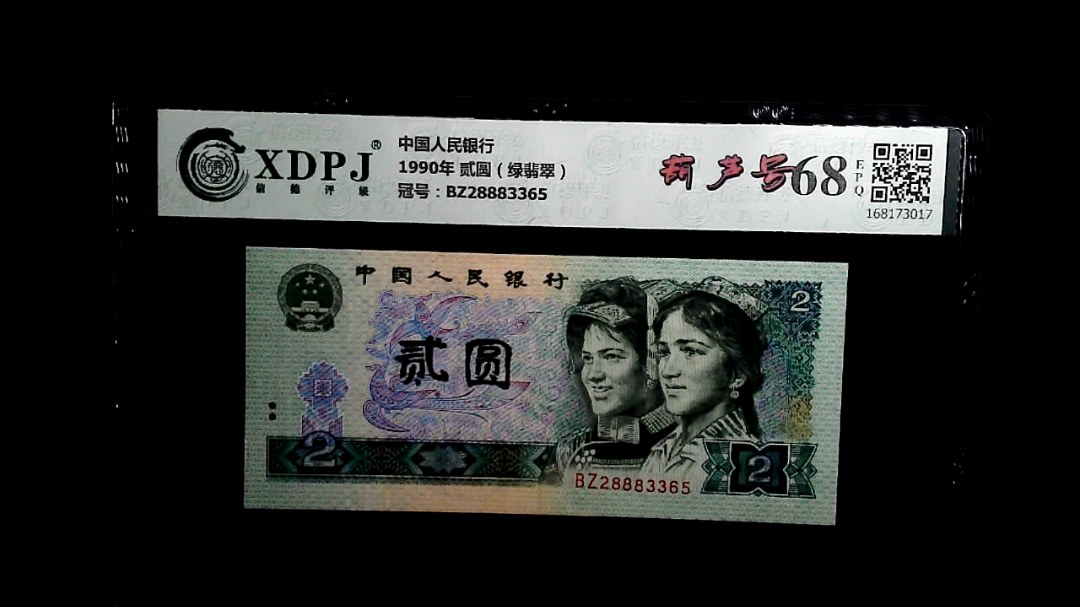 XDPJ®
信德评级
中国人民银行
1990年 贰圆（绿翡翠）
冠号：BZ28883365
葫芦号68
EPQ
168173017
中国人民银行
2
贰圆
2
2
BZ28883365